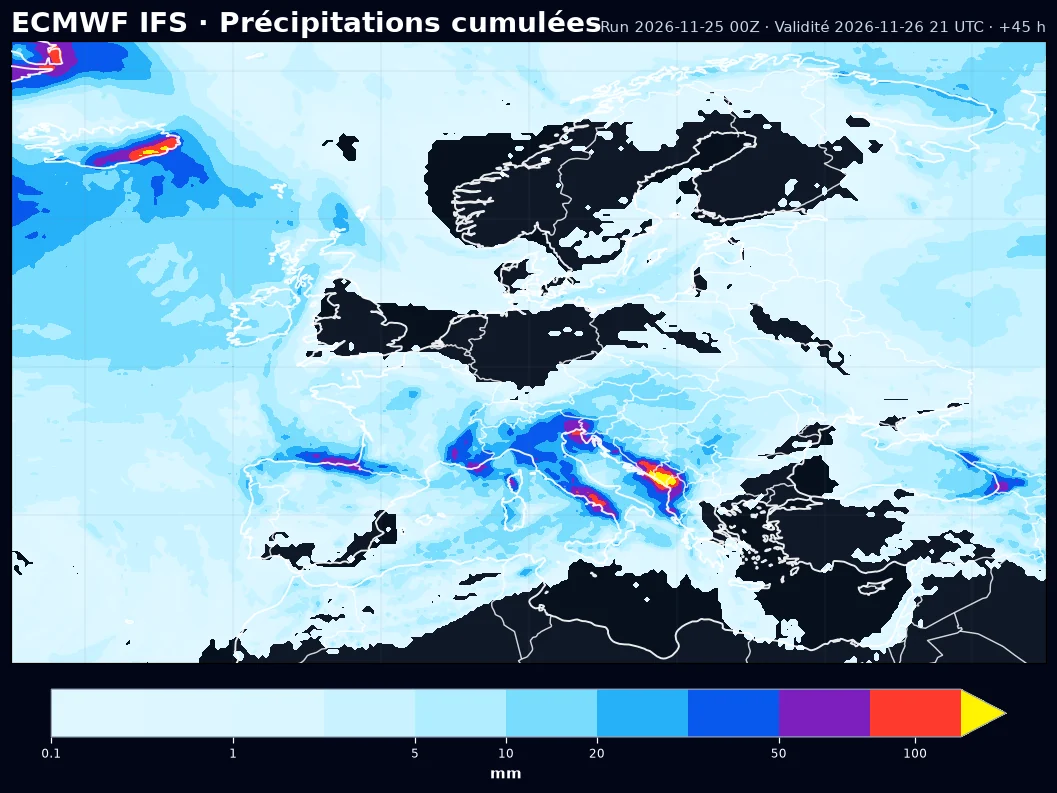 ECMWF IFS · Précipitations cumulées
Run 2026-11-25 00Z · Validité 2026-11-26 21 UTC · +45 h
0.1 1 5 10 20 50 100
mm